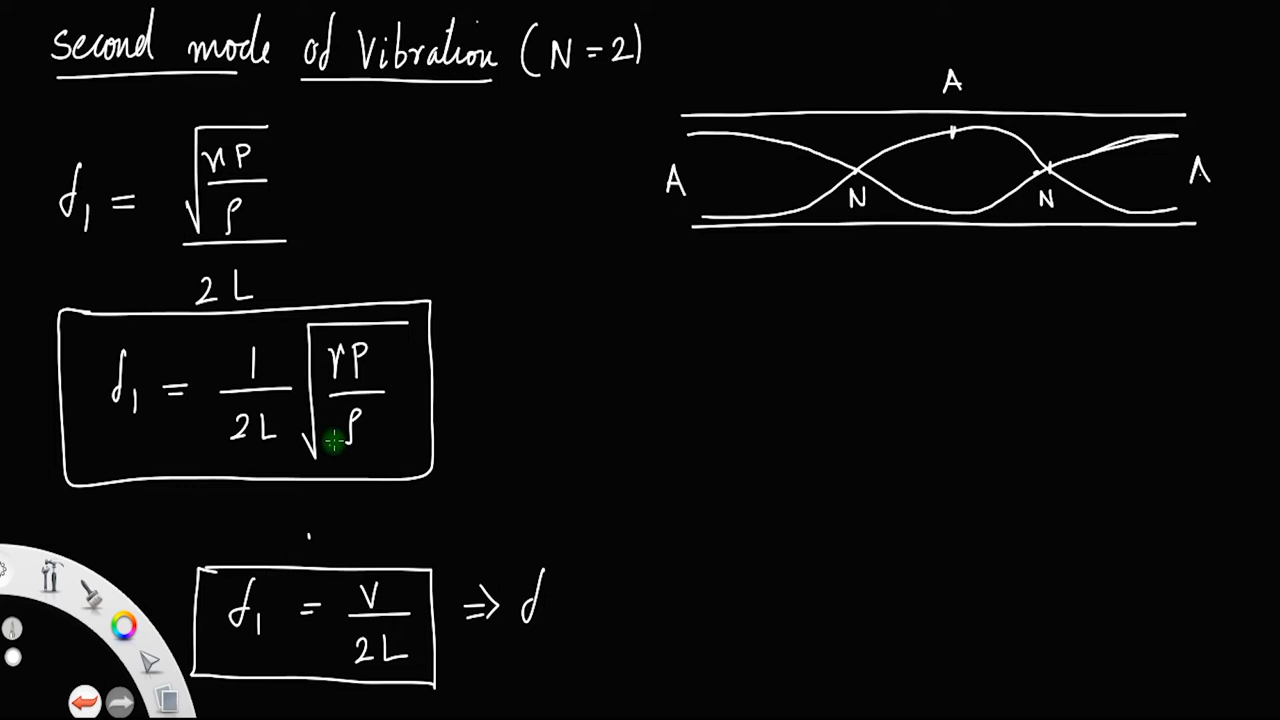 second mode of Vibration (N = 2)
A
A A
N N
f₁ = √(γP/ρ) / 2L
f₁ = 1/2L √(γP/ρ)
f₁ = V/2L ⇒ f